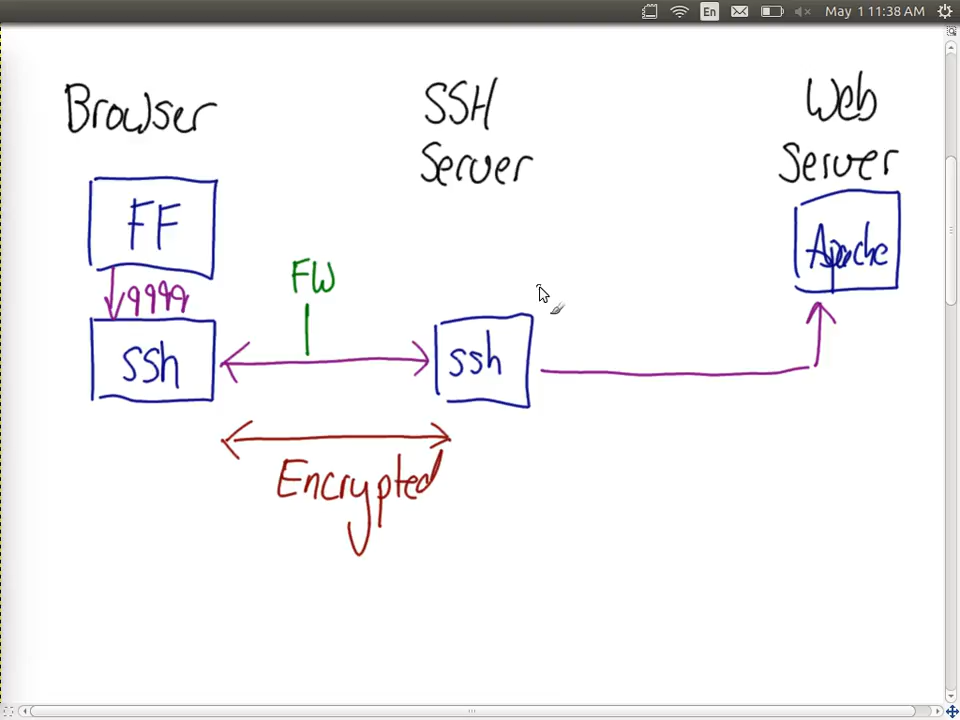 En
May 1 11:38 AM
Browser
SSH
Server
Web
Server
FF
Apache
FW
9999
ssh
ssh
Encrypted